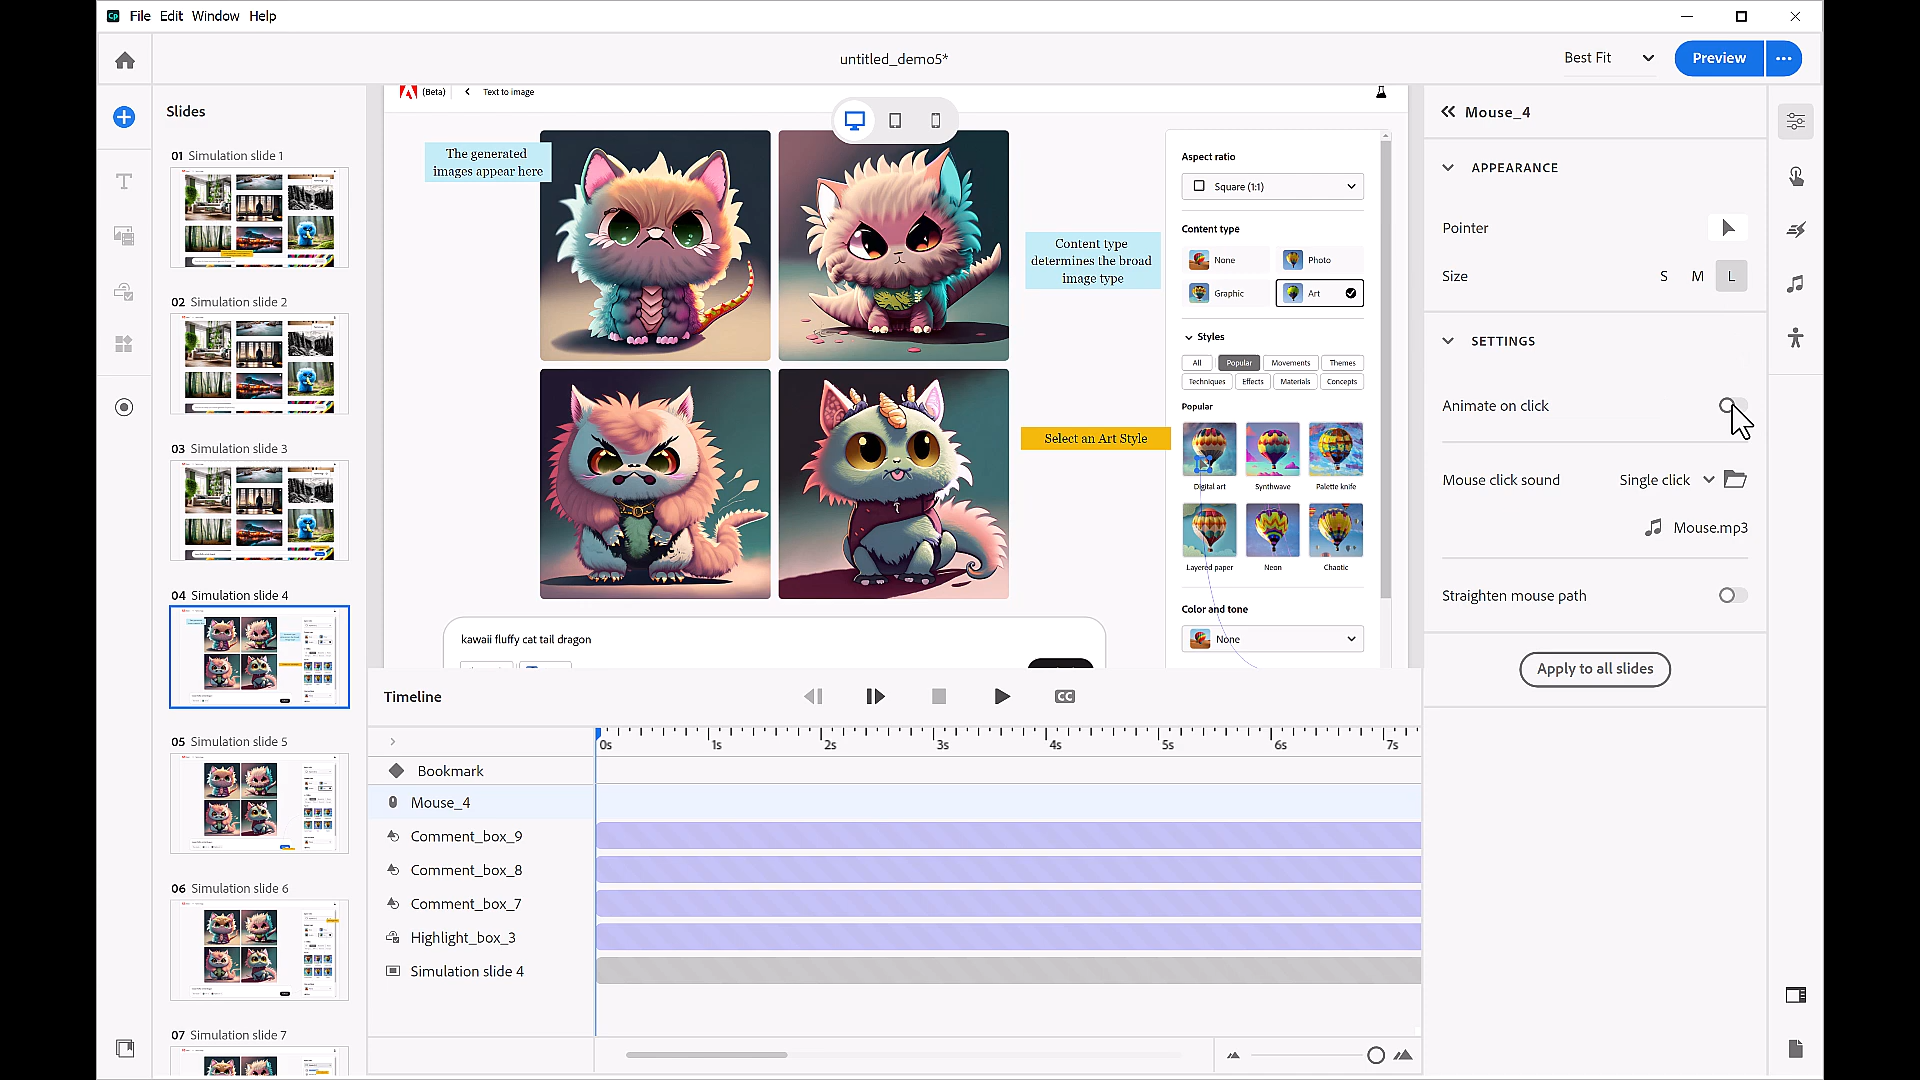 File Edit Window Help
untitled_demo5*
Best Fit
Preview
Slides
01 Simulation slide 1
02 Simulation slide 2
03 Simulation slide 3
04 Simulation slide 4
05 Simulation slide 5
06 Simulation slide 6
07 Simulation slide 7
(Beta)
Text to image
The generated
images appear here
Content type
determines the broad
image type
Select an Art Style
Aspect ratio
Square (1:1)
Content type
None
Photo
Graphic
Art
Styles
All
Popular
Movements
Themes
Techniques
Effects
Materials
Concepts
Popular
Digital art
Synthwave
Palette knife
Layered paper
Neon
Chaotic
Color and tone
None
kawaii fluffy cat tail dragon
Timeline
CC
0s
1s
2s
3s
4s
5s
6s
7s
Bookmark
Mouse_4
Comment_box_9
Comment_box_8
Comment_box_7
Highlight_box_3
Simulation slide 4
Mouse_4
APPEARANCE
Pointer
Size
S
M
L
SETTINGS
Animate on click
Mouse click sound
Single click
Mouse.mp3
Straighten mouse path
Apply to all slides